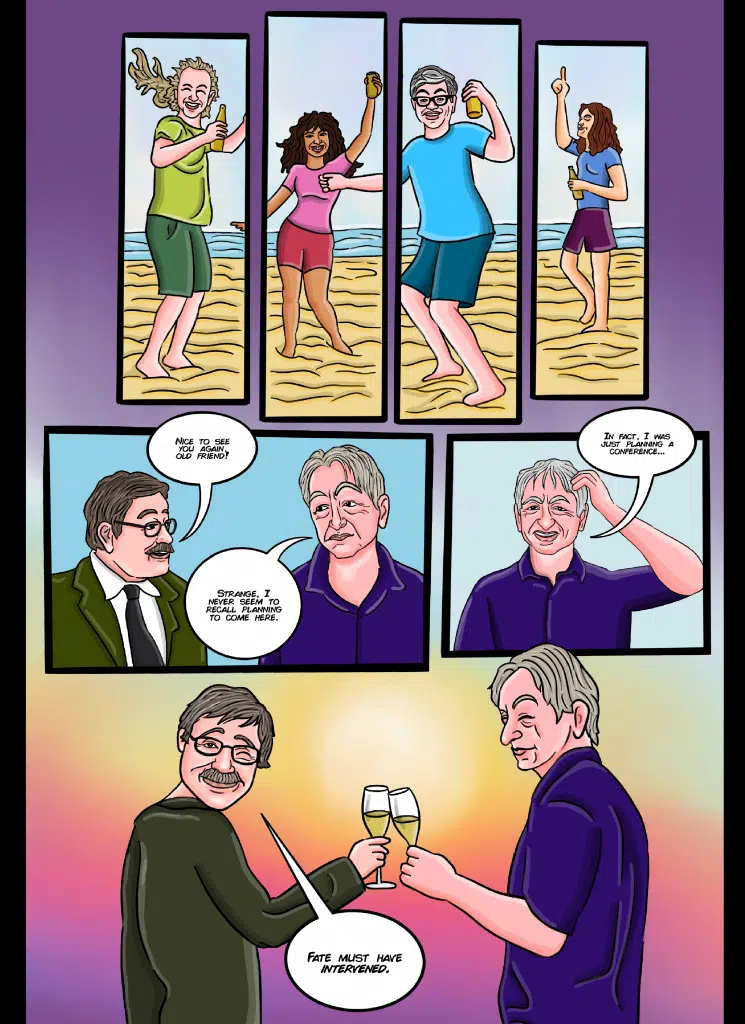 Nice to see
you again,
old friend!
Strange, I
never seem to
recall planning
to come here.
In fact, I was
just planning a
conference...
Fate must have
intervened.